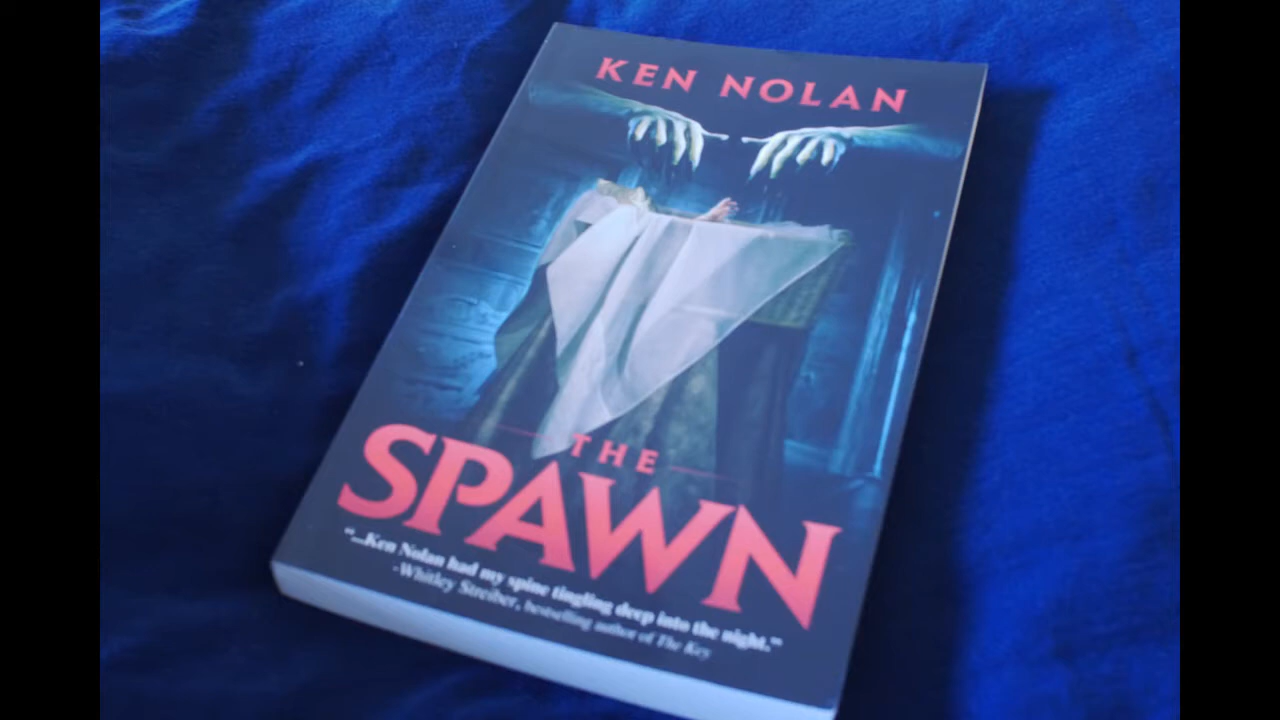 KEN NOLAN
THE
SPAWN
"...Ken Nolan had my spine tingling deep into the night."
-Whitley Streiber, bestselling author of The Key